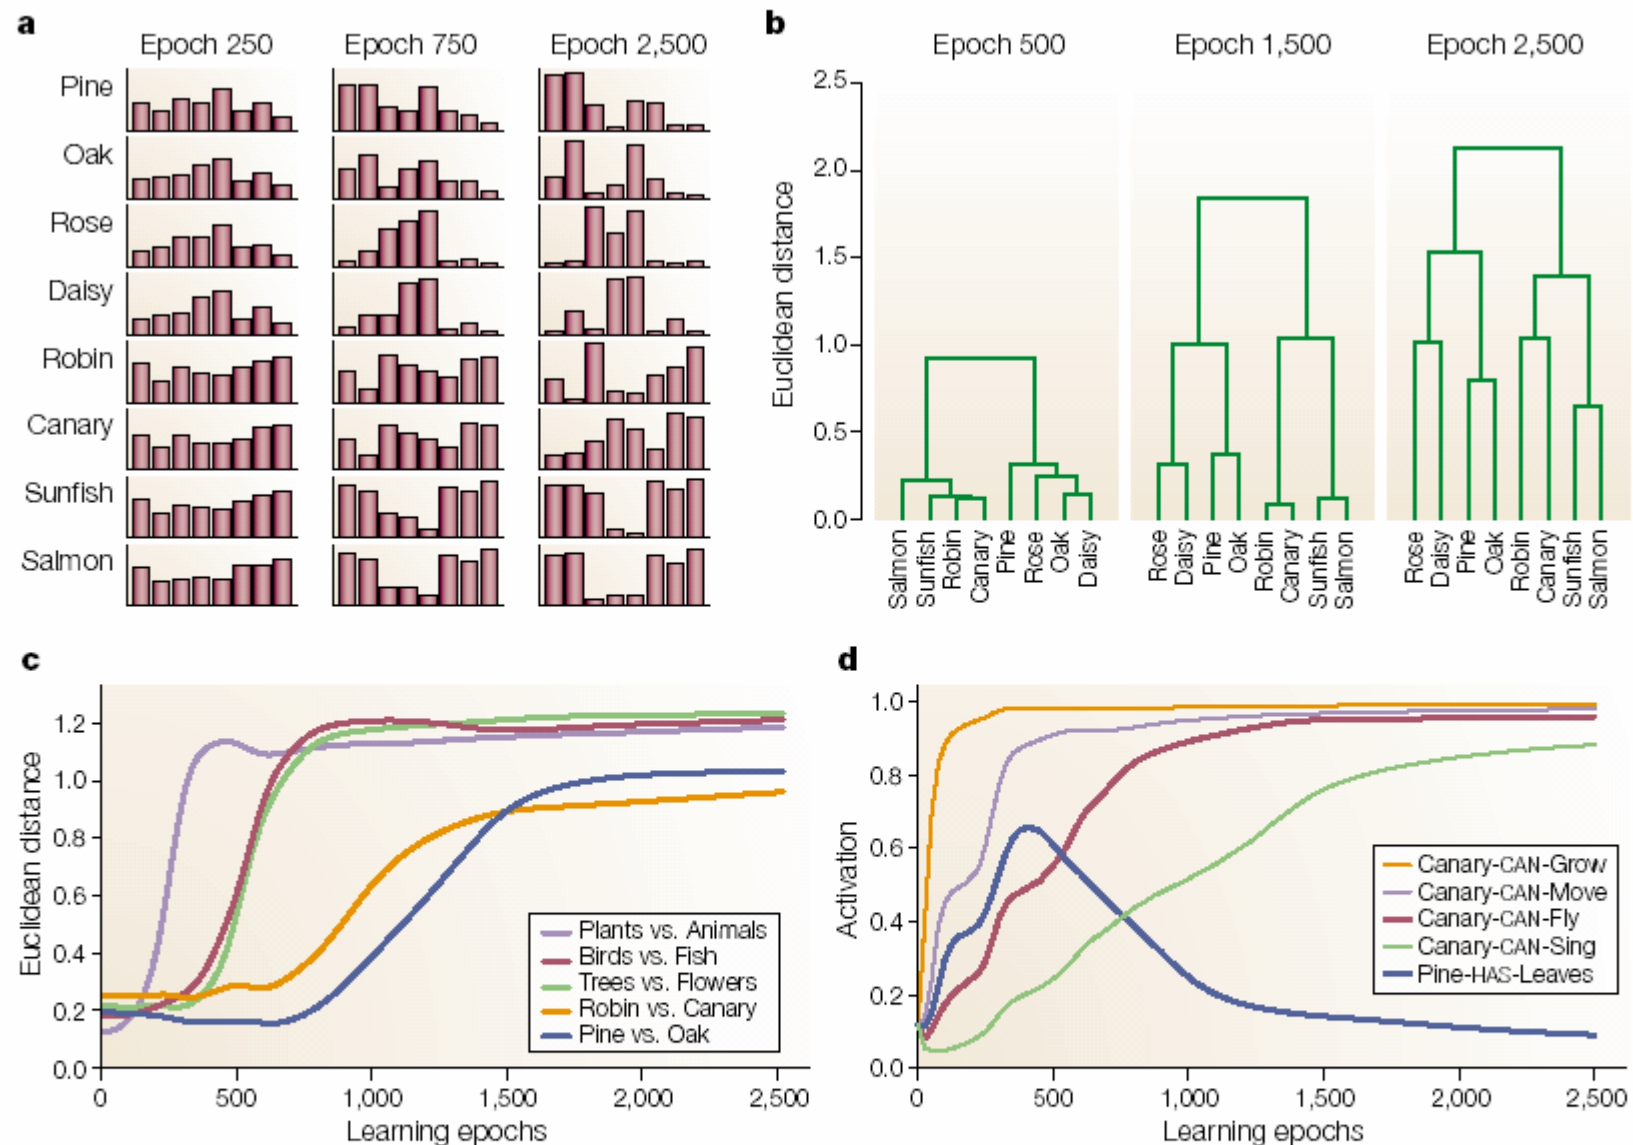 a
Epoch 250 Epoch 750 Epoch 2,500
Pine
Oak
Rose
Daisy
Robin
Canary
Sunfish
Salmon
b
Epoch 500 Epoch 1,500 Epoch 2,500
Euclidean distance
2.5
2.0
1.5
1.0
0.5
0.0
Salmon Sunfish Robin Canary Pine Rose Oak Daisy
Rose Daisy Pine Oak Robin Canary Sunfish Salmon
Rose Daisy Pine Oak Robin Canary Sunfish Salmon
c
Euclidean distance
1.2
1.0
0.8
0.6
0.4
0.2
0.0
0 500 1,000 1,500 2,000 2,500
Learning epochs
Plants vs. Animals
Birds vs. Fish
Trees vs. Flowers
Robin vs. Canary
Pine vs. Oak
d
Activation
1.0
0.8
0.6
0.4
0.2
0.0
0 500 1,000 1,500 2,000 2,500
Learning epochs
Canary-CAN-Grow
Canary-CAN-Move
Canary-CAN-Fly
Canary-CAN-Sing
Pine-HAS-Leaves